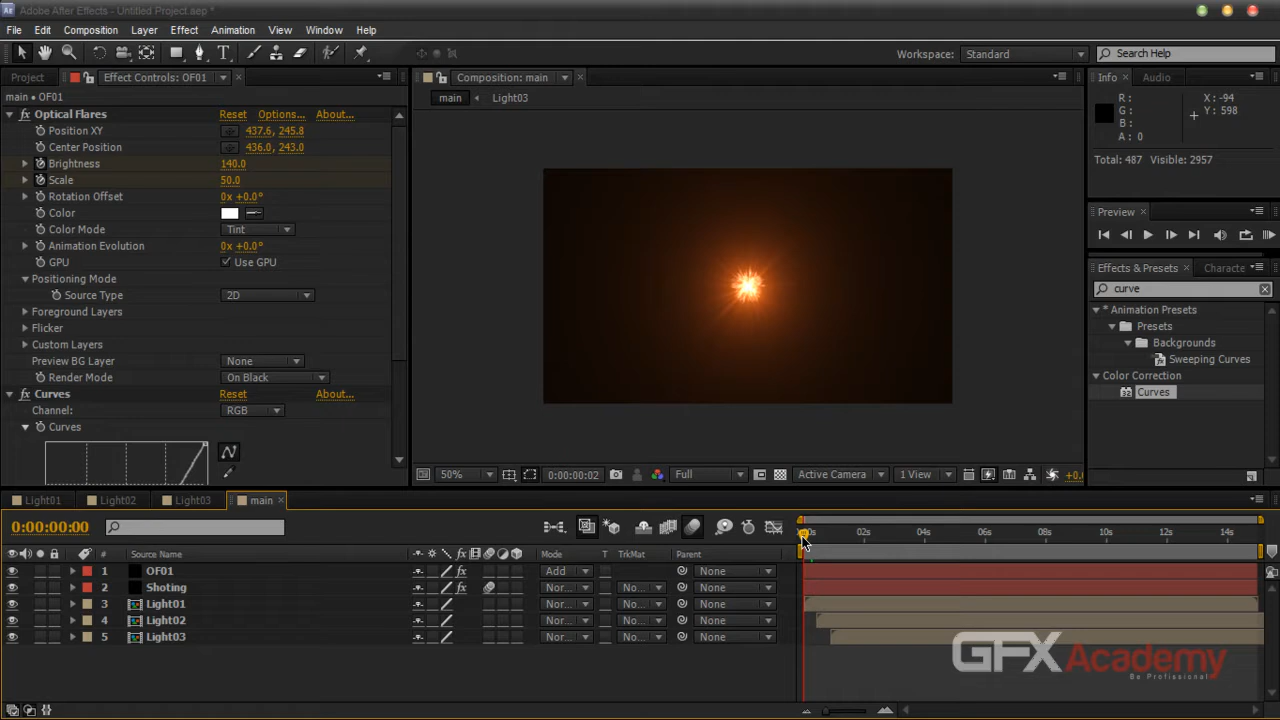 Adobe After Effects - Untitled Project.aep *
File Edit Composition Layer Effect Animation View Window Help
Workspace: Standard Search Help
Project Effect Controls: OF01 Composition: main Info Audio
main • OF01
main Light03
Optical Flares Reset Options... About...
Position XY 437.6, 245.8
Center Position 436.0, 243.0
Brightness 140.0
Scale 50.0
Rotation Offset 0x +0.0°
Color
Color Mode Tint
Animation Evolution 0x +0.0°
GPU Use GPU
Positioning Mode
Source Type 2D
Foreground Layers
Flicker
Custom Layers
Preview BG Layer None
Render Mode On Black
Curves Reset About...
Channel: RGB
Curves
R: X: -94
G: Y: 598
B:
A: 0
Total: 487 Visible: 2957
Preview
Effects & Presets Characte
curve
* Animation Presets
Presets
Backgrounds
Sweeping Curves
Color Correction
Curves
50% 0:00:00:02 Full Active Camera 1 View +0.
Light01 Light02 Light03 main
0:00:00:00
02s 04s 06s 08s 10s 12s 14s
# Source Name Mode T TrkMat Parent
1 OF01 Add None
2 Shoting Nor... No... None
3 Light01 Nor... No... None
4 Light02 Nor... No... None
5 Light03 Nor... No... None
GFX Academy
Be Profissional